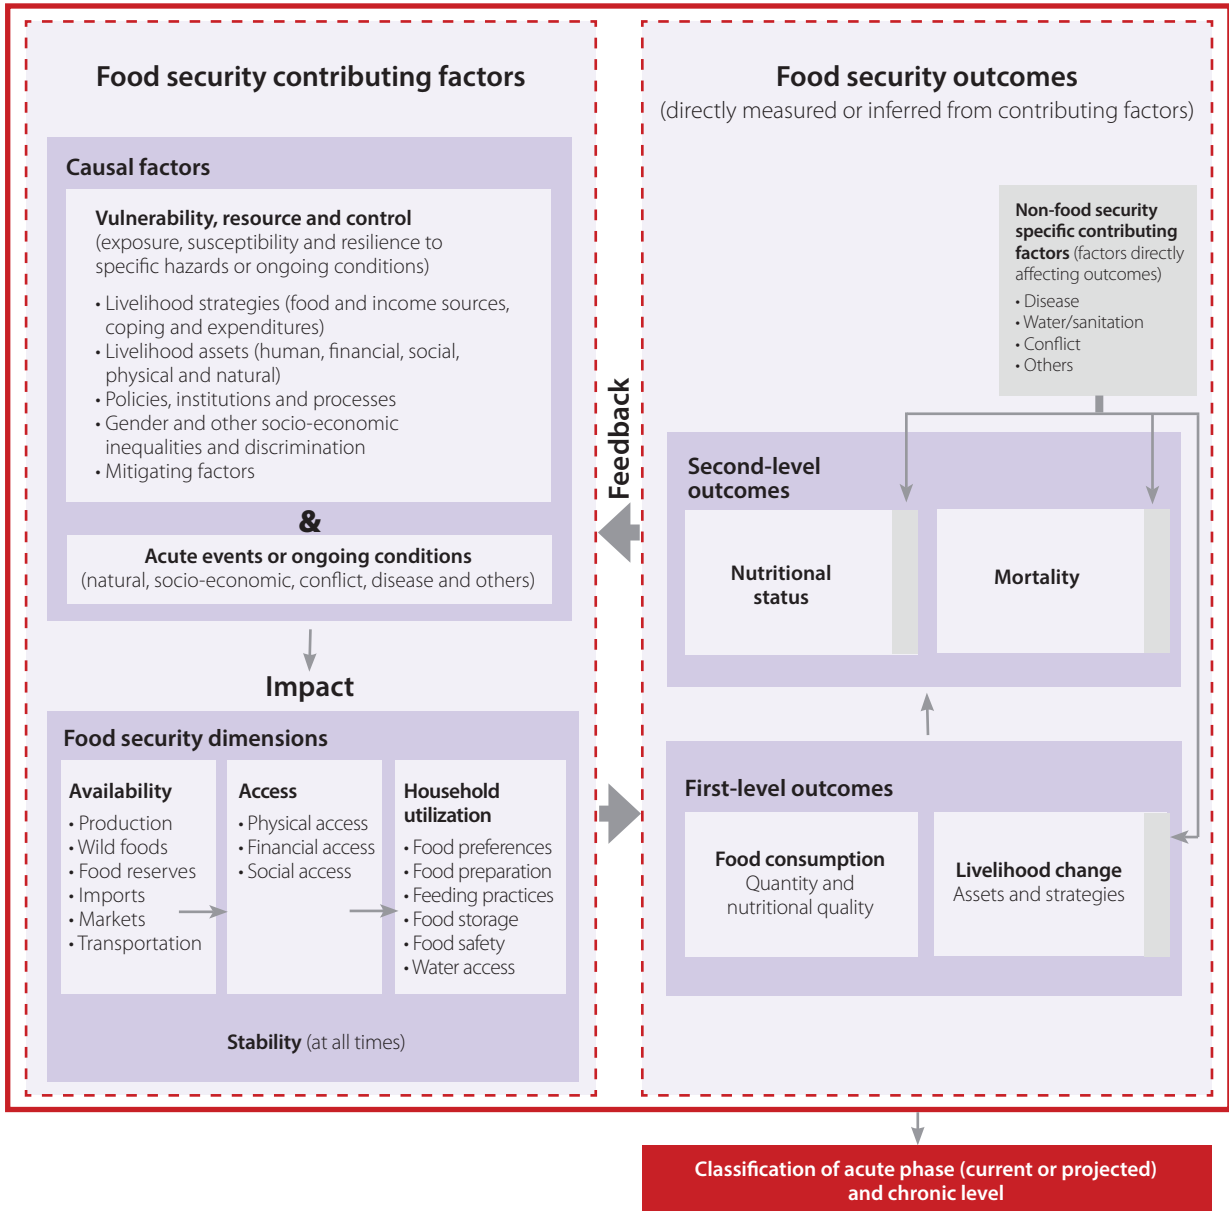 Food security contributing factors
Causal factors
Vulnerability, resource and control
(exposure, susceptibility and resilience to
specific hazards or ongoing conditions)
• Livelihood strategies (food and income sources,
coping and expenditures)
• Livelihood assets (human, financial, social,
physical and natural)
• Policies, institutions and processes
• Gender and other socio-economic
inequalities and discrimination
• Mitigating factors
&
Acute events or ongoing conditions
(natural, socio-economic, conflict, disease and others)
Impact
Food security dimensions
Availability
• Production
• Wild foods
• Food reserves
• Imports
• Markets
• Transportation
Access
• Physical access
• Financial access
• Social access
Household
utilization
• Food preferences
• Food preparation
• Feeding practices
• Food storage
• Food safety
• Water access
Stability (at all times)
Feedback
Food security outcomes
(directly measured or inferred from contributing factors)
Non-food security
specific contributing
factors (factors directly
affecting outcomes)
• Disease
• Water/sanitation
• Conflict
• Others
Second-level
outcomes
Nutritional
status
Mortality
First-level outcomes
Food consumption
Quantity and
nutritional quality
Livelihood change
Assets and strategies
Classification of acute phase (current or projected)
and chronic level